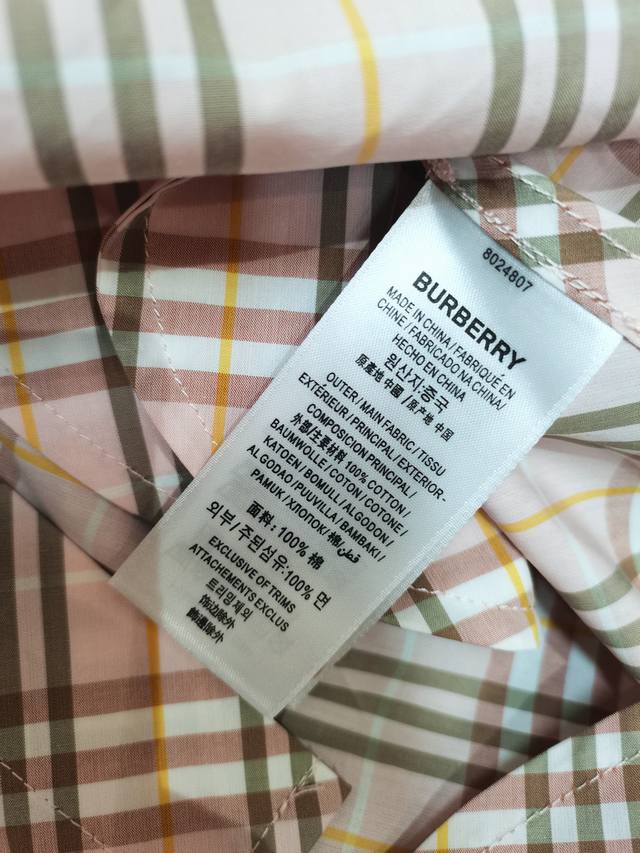 8024807
BURBERRY
MADE IN CHINA / FABRIQUÉ EN
CHINE / FABRICADO NA CHINA/
HECHO EN CHINA
원산지:중국
原產地 中國 / 原产地 中国
OUTER / MAIN FABRIC / TISSU
EXTERIEUR / PRINCIPAL / EXTERIOR -
COMPOSICION PRINCIPAL /
外部主要材料 100% COTTON /
BAUMWOLLE / COTON / COTONE /
KATOEN / BOMULL / ALGODON /
ALGODAO / PUUVILLA / BAMBAKI /
PAMUK / ХЛОПОК / 棉 /قطن
面料: 100% 棉
외부 / 주된섬유:100% 면
EXCLUSIVE OF TRIMS
ATTACHEMENTS EXCLUS
트리밍제외
饰边除外
飾邊除外